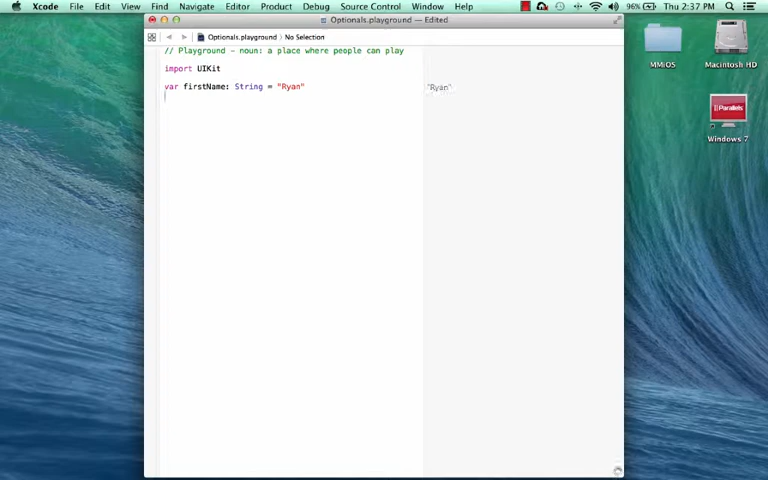 Xcode File Edit View Find Navigate Editor Product Debug Source Control Window Help 96% Thu 2:37 PM
Optionals.playground — Edited
Optionals.playground › No Selection
// Playground - noun: a place where people can play
import UIKit
var firstName: String = "Ryan"
"Ryan"
MMiOS
Macintosh HD
Parallels
Windows 7